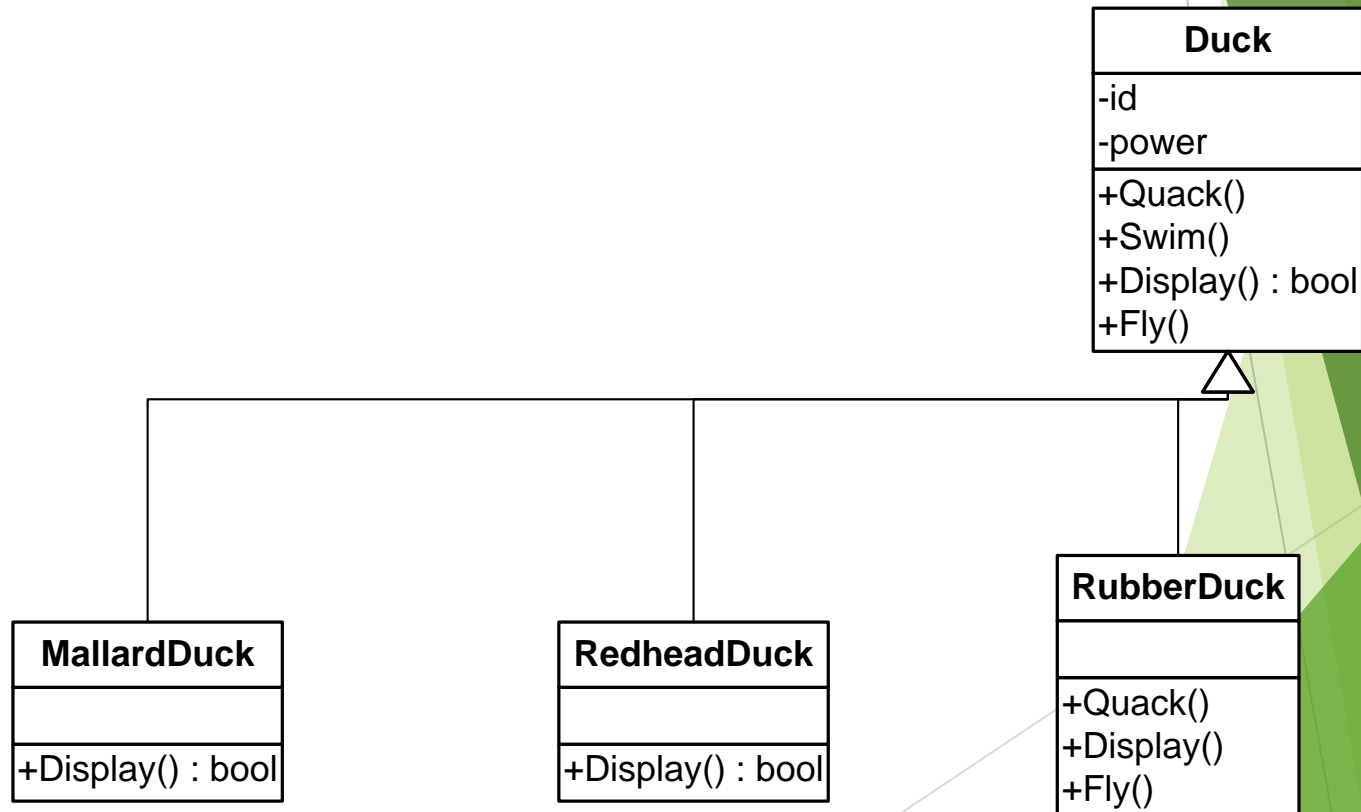 Duck
-id
-power
+Quack()
+Swim()
+Display() : bool
+Fly()
MallardDuck
+Display() : bool
RedheadDuck
+Display() : bool
RubberDuck
+Quack()
+Display()
+Fly()